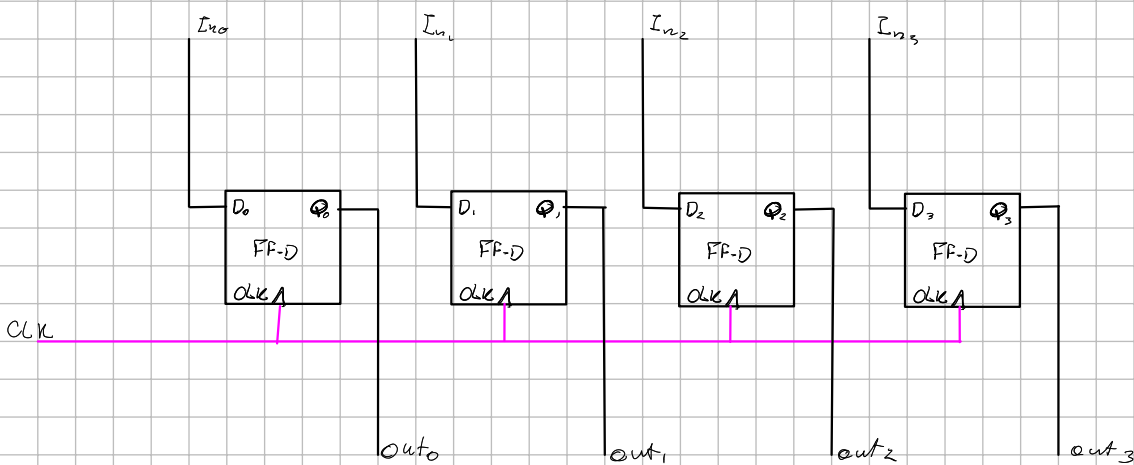 In₀ In₁ In₂ In₃
D₀ Q₀ D₁ Q₁ D₂ Q₂ D₃ Q₃
FF-D FF-D FF-D FF-D
CLK CLK CLK CLK
CLK
out₀ out₁ out₂ out₃